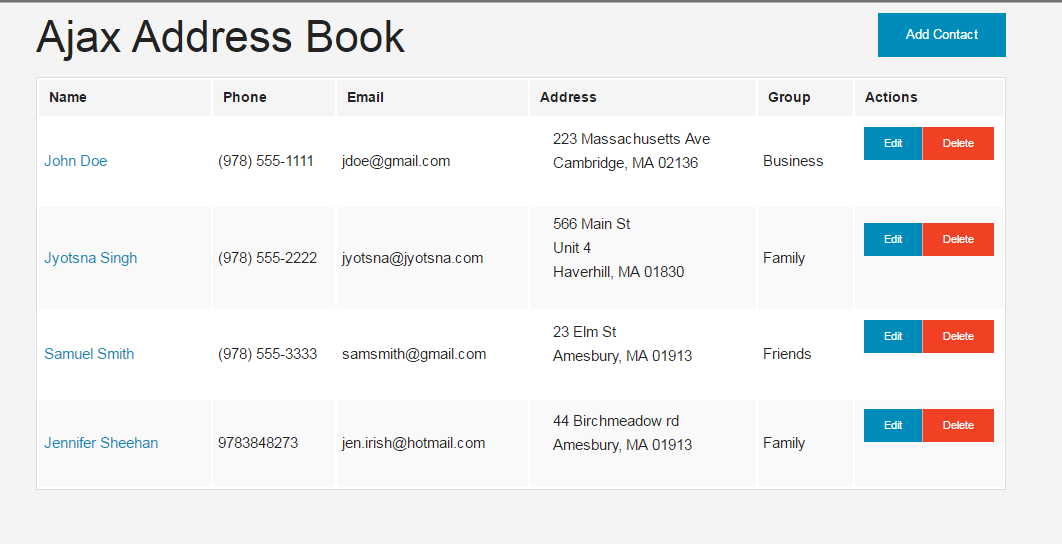 Ajax Address Book
Add Contact
Name Phone Email Address Group Actions
John Doe (978) 555-1111 jdoe@gmail.com 223 Massachusetts Ave Business Edit Delete
Cambridge, MA 02136
Jyotsna Singh (978) 555-2222 jyotsna@jyotsna.com 566 Main St Family Edit Delete
Unit 4
Haverhill, MA 01830
Samuel Smith (978) 555-3333 samsmith@gmail.com 23 Elm St Friends Edit Delete
Amesbury, MA 01913
Jennifer Sheehan 9783848273 jen.irish@hotmail.com 44 Birchmeadow rd Family Edit Delete
Amesbury, MA 01913